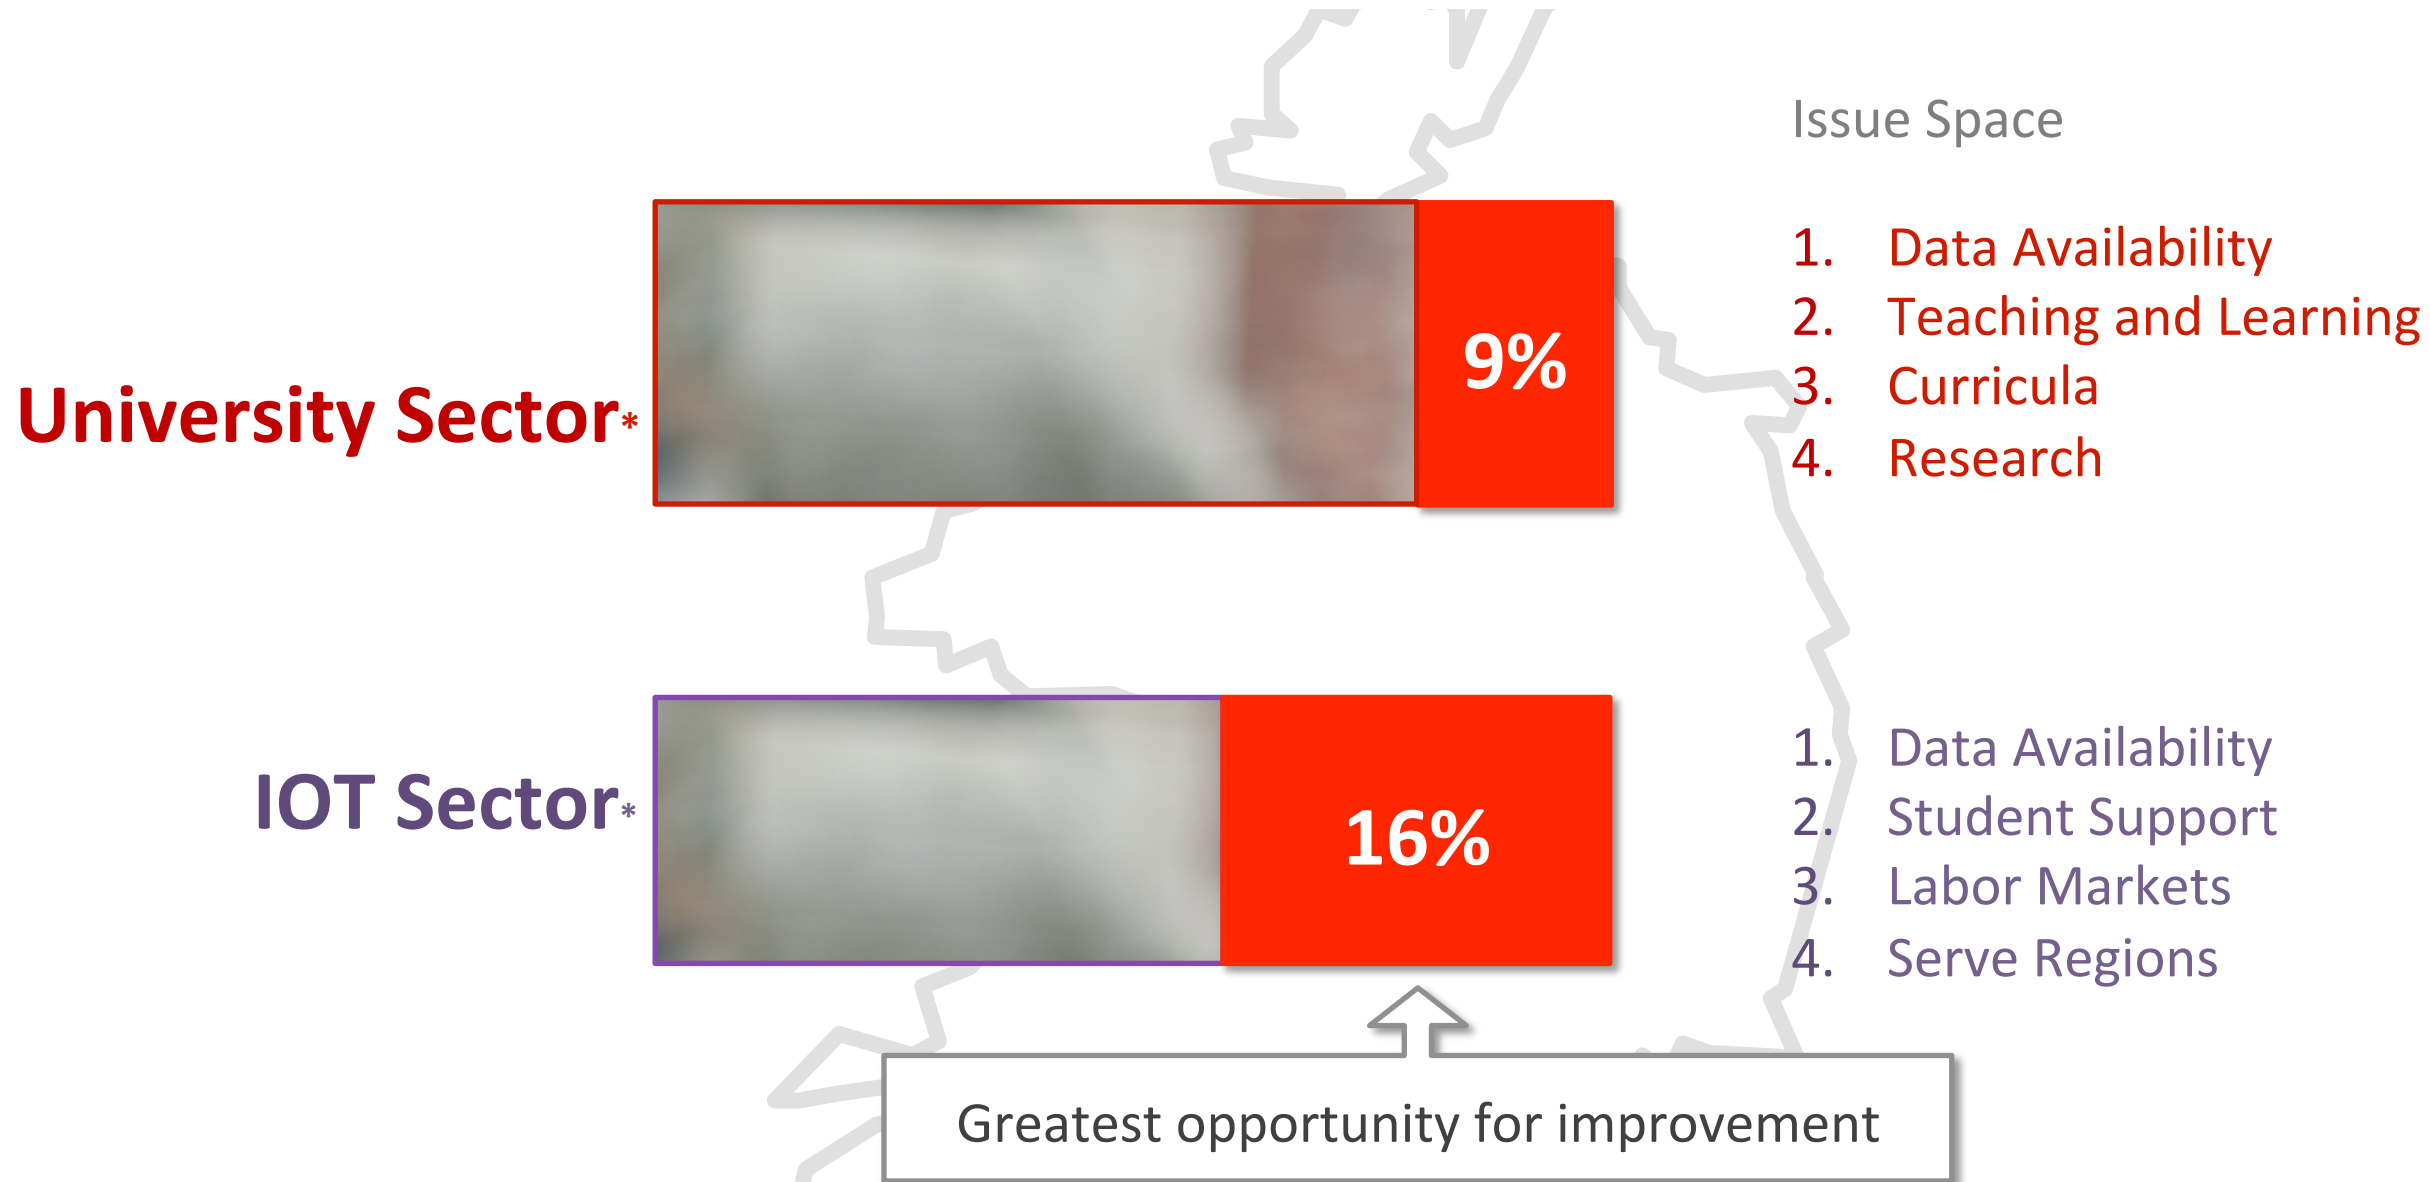 Issue Space
University Sector*
9%
1. Data Availability
2. Teaching and Learning
3. Curricula
4. Research
IOT Sector*
16%
1. Data Availability
2. Student Support
3. Labor Markets
4. Serve Regions
Greatest opportunity for improvement